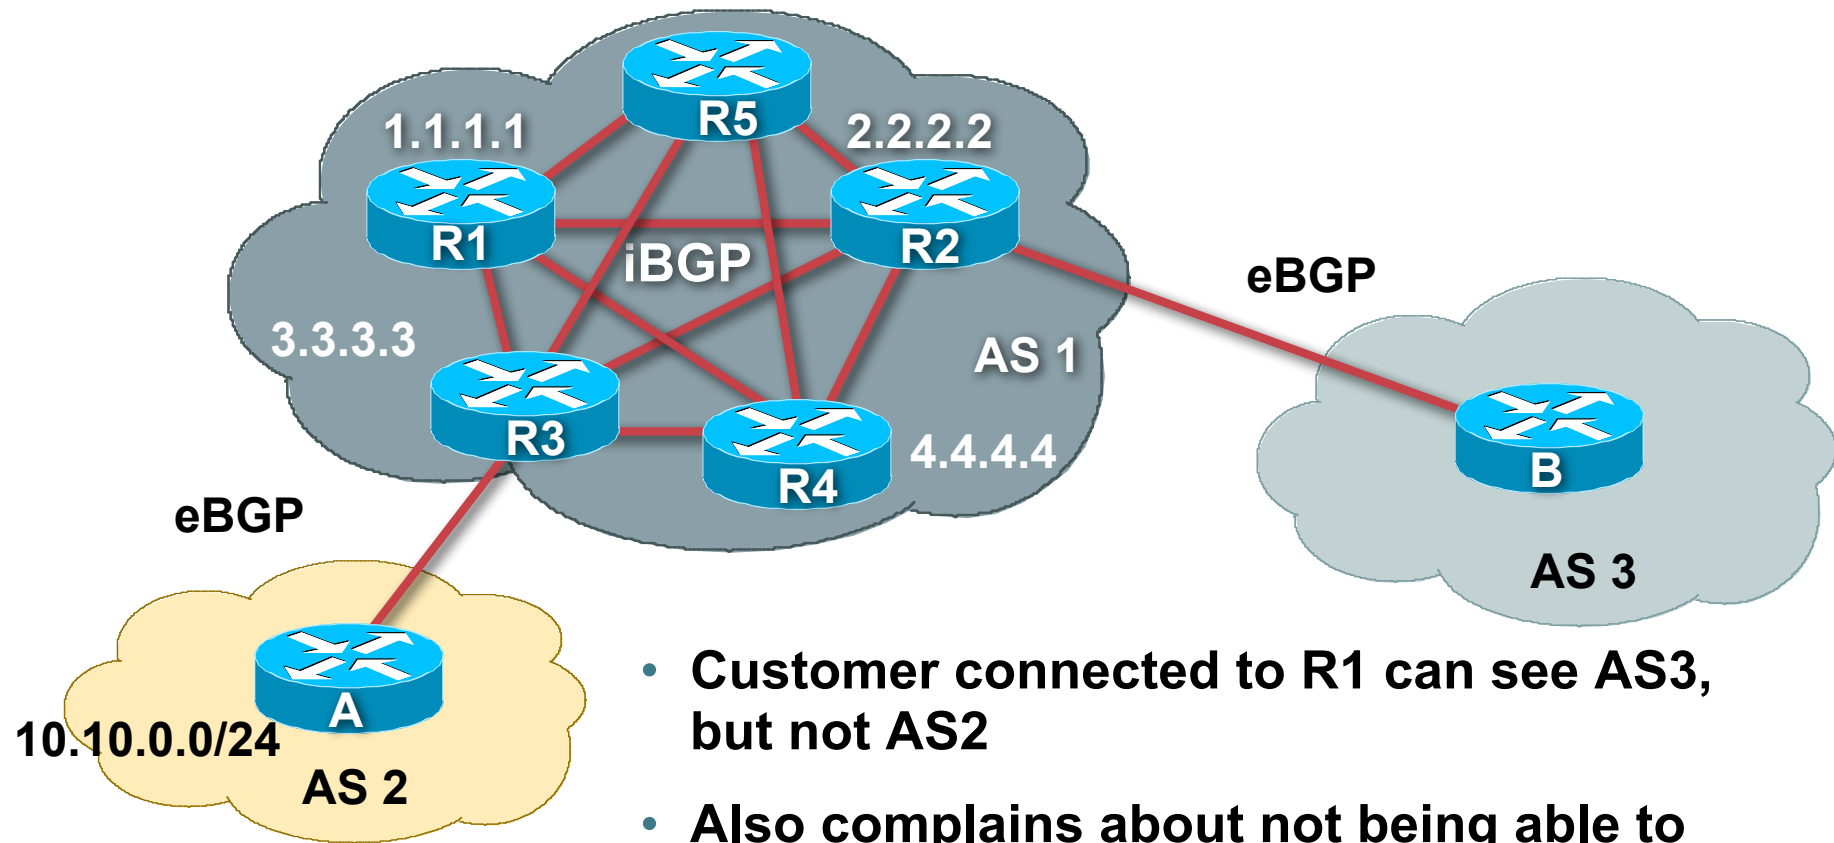 R5
1.1.1.1
2.2.2.2
R1
R2
iBGP
eBGP
3.3.3.3
AS 1
R3
R4
4.4.4.4
B
eBGP
AS 3
A
10.10.0.0/24
AS 2
• Customer connected to R1 can see AS3,
but not AS2
• Also complains about not being able to